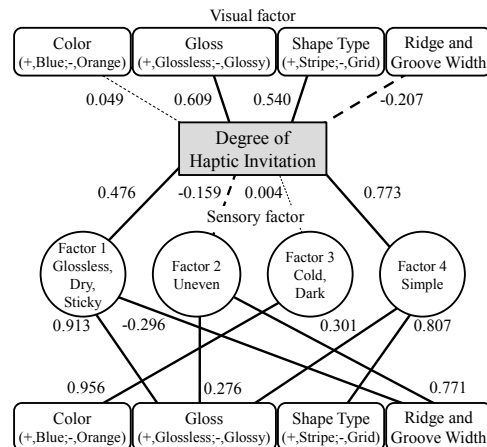 Visual factor
Color
(+,Blue;-,Orange)
Gloss
(+,Glossless;-,Glossy)
Shape Type
(+,Stripe;-,Grid)
Ridge and
Groove Width
0.049
0.609
0.540
-0.207
Degree of
Haptic Invitation
0.476
-0.159
0.004
0.773
Sensory factor
Factor 1
Glossless,
Dry,
Sticky
Factor 2
Uneven
Factor 3
Cold,
Dark
Factor 4
Simple
0.913
-0.296
0.301
0.807
0.956
0.276
0.771
Color
(+,Blue;-,Orange)
Gloss
(+,Glossless;-,Glossy)
Shape Type
(+,Stripe;-,Grid)
Ridge and
Groove Width